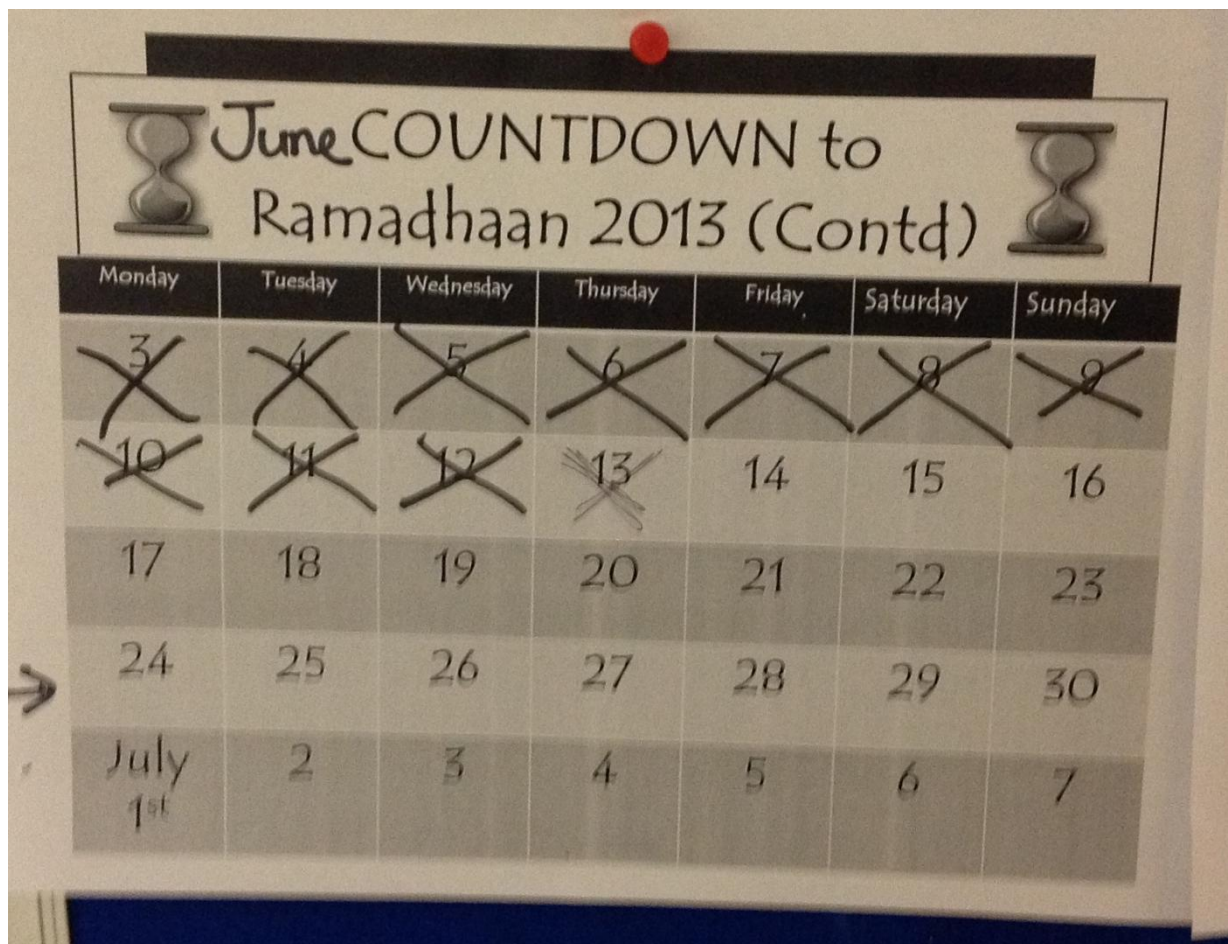 June COUNTDOWN to
Ramadhaan 2013 (Contd)
Monday Tuesday Wednesday Thursday Friday Saturday Sunday
3 4 5 6 7 8 9
10 11 12 13 14 15 16
17 18 19 20 21 22 23
24 25 26 27 28 29 30
July 2 3 4 5 6 7
1st